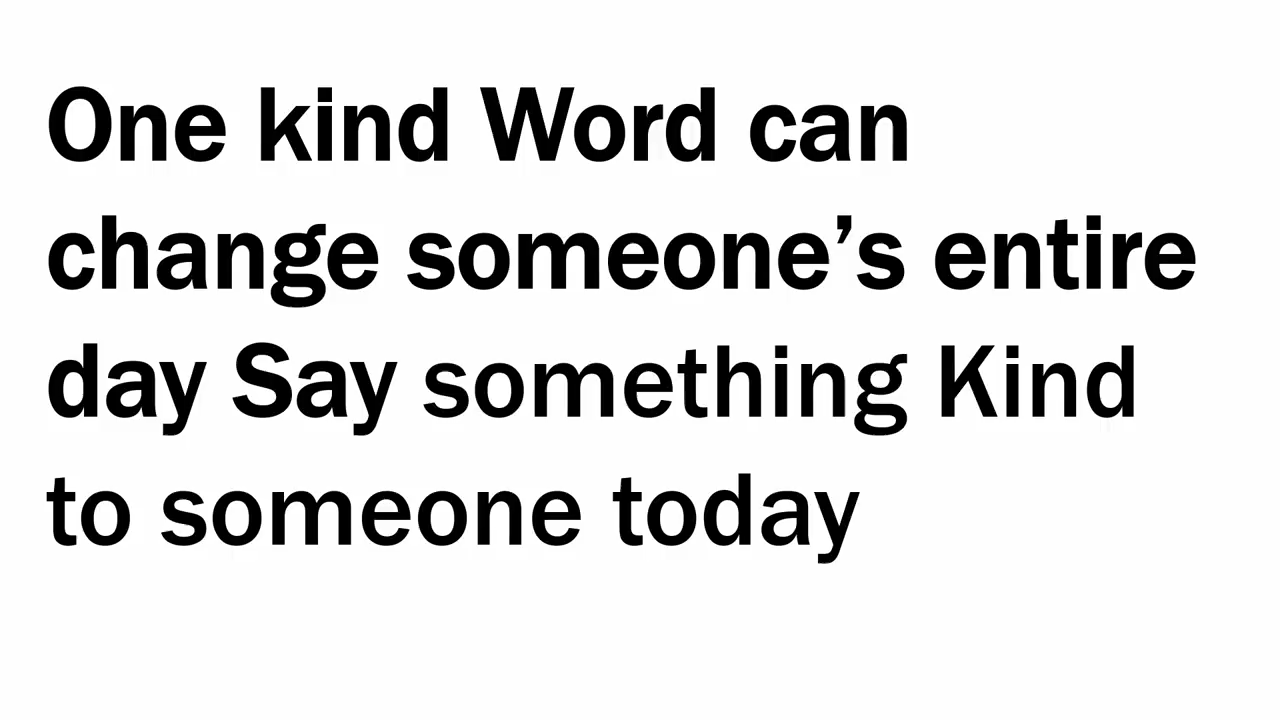 One kind Word can
change someone’s entire
day Say something Kind
to someone today